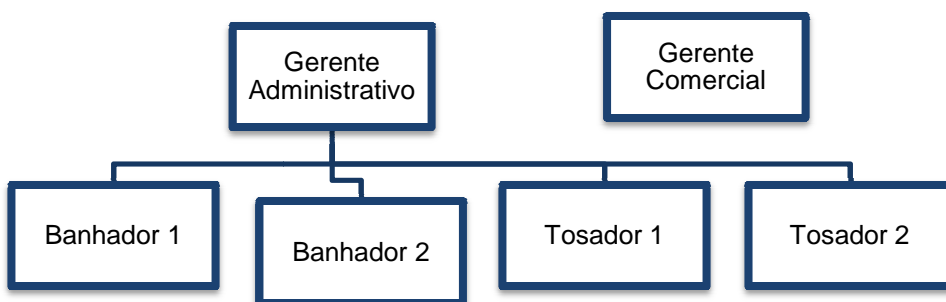 Gerente
Administrativo
Gerente
Comercial
Banhador 1
Banhador 2
Tosador 1
Tosador 2